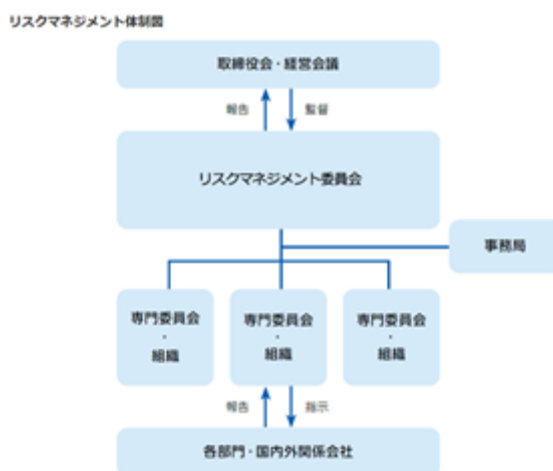 リスクマネジメント体制図
取締役会・経営会議
報告
監督
リスクマネジメント委員会
事務局
専門委員会
・
組織
専門委員会
・
組織
専門委員会
・
組織
報告
指示
各部門・国内外関係会社